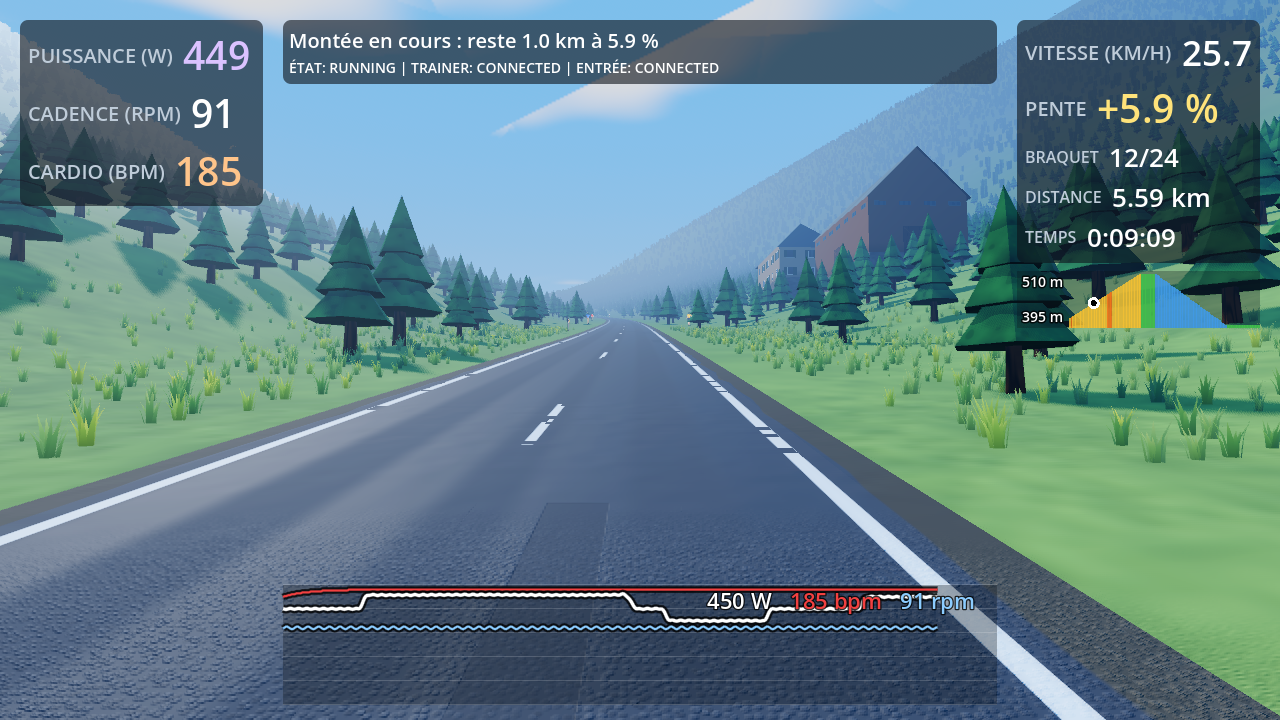 PUISSANCE (W) 449
CADENCE (RPM) 91
CARDIO (BPM) 185
Montée en cours : reste 1.0 km à 5.9 %
ÉTAT: RUNNING | TRAINER: CONNECTED | ENTRÉE: CONNECTED
VITESSE (KM/H) 25.7
PENTE +5.9 %
BRAQUET 12/24
DISTANCE 5.59 km
TEMPS 0:09:09
510 m
395 m
450 W 185 bpm 91 rpm